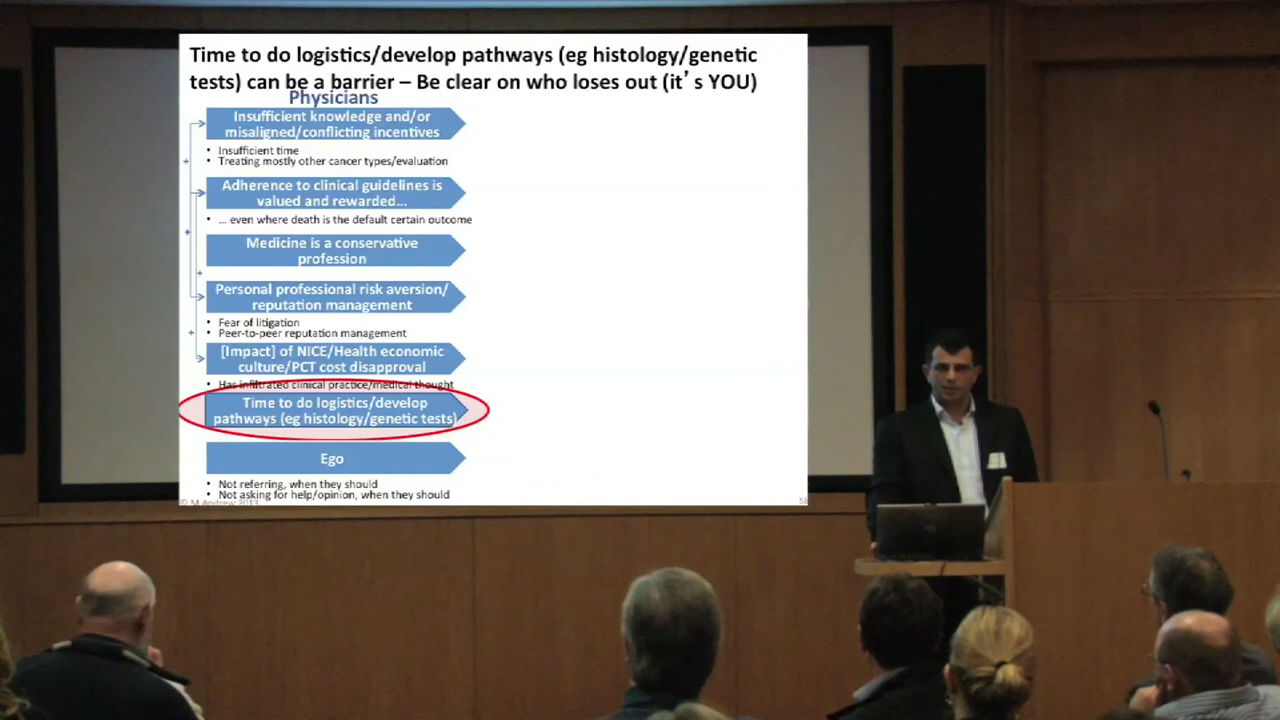 Time to do logistics/develop pathways (eg histology/genetic
tests) can be a barrier – Be clear on who loses out (it's YOU)
Physicians
Insufficient knowledge and/or
misaligned/conflicting incentives
• Insufficient time
• Treating mostly other cancer types/evaluation
+
Adherence to clinical guidelines is
valued and rewarded...
• ... even where death is the default certain outcome
+
Medicine is a conservative
profession
+
Personal professional risk aversion/
reputation management
• Fear of litigation
• Peer-to-peer reputation management
+
[Impact] of NICE/Health economic
culture/PCT cost disapproval
• Has infiltrated clinical practice/medical thought
Time to do logistics/develop
pathways (eg histology/genetic tests)
Ego
• Not referring, when they should
• Not asking for help/opinion, when they should
© M Andrew 2013
58